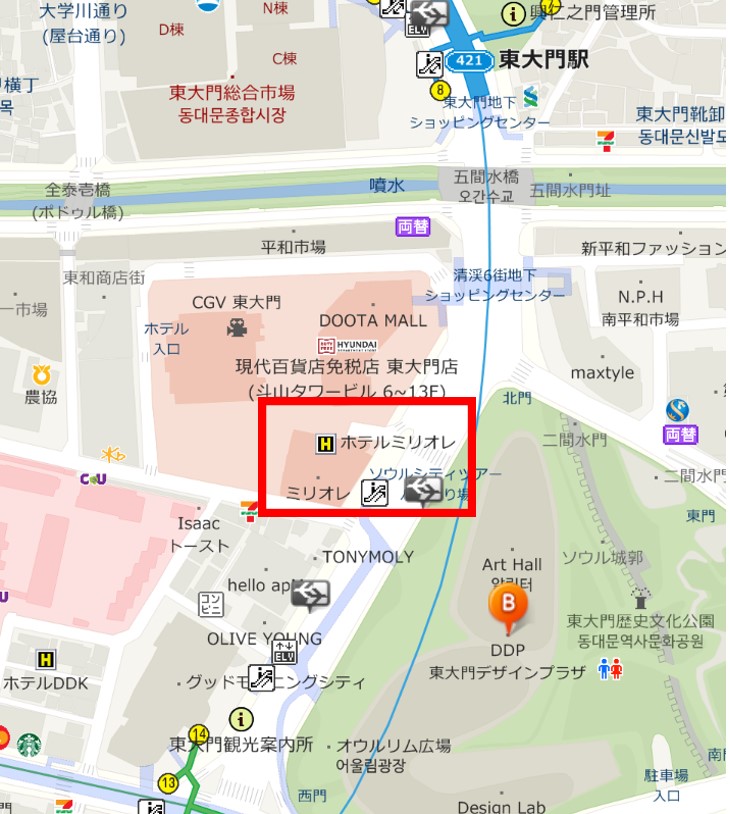 大学川通り
(屋台通り)
D棟
N棟
C棟
興仁之門管理所
421 東大門駅
8
横丁
목
東大門総合市場
동대문종합시장
東大門地下
ショッピングセンター
東大門靴卸
동대문신발도
全泰壱橋
(ポドゥル橋)
噴水
五間水橋
오간수교
五間水門址
両替
平和市場
新平和ファッション
東和商店街
清渓6街地下
ショッピングセンター
一市場
CGV 東大門
DOOTA MALL
N.P.H
南平和市場
ホテル
入口
HYUNDAI
現代百貨店免税店 東大門店
(斗山タワービル 6~13F)
maxtyle
農協
北門
H ホテルミリオレ
両替
二間水門
ソウルシティツアー
り場
ミリオレ
二間水門
CU
東門
Isaac
トースト
TONYMOLY
Art Hall
ソウル城郭
hello ap
コンビニ
B
OLIVE YOUNG
ELV
DDP
東大門デザインプラザ
東大門歴史文化公園
동대문역사문화공원
H
ホテルDDK
グッドモーニングシティ
14
東大門観光案内所
オウルリム広場
어울림광장
13
西門
駐車場
入口
南
門
Design Lab